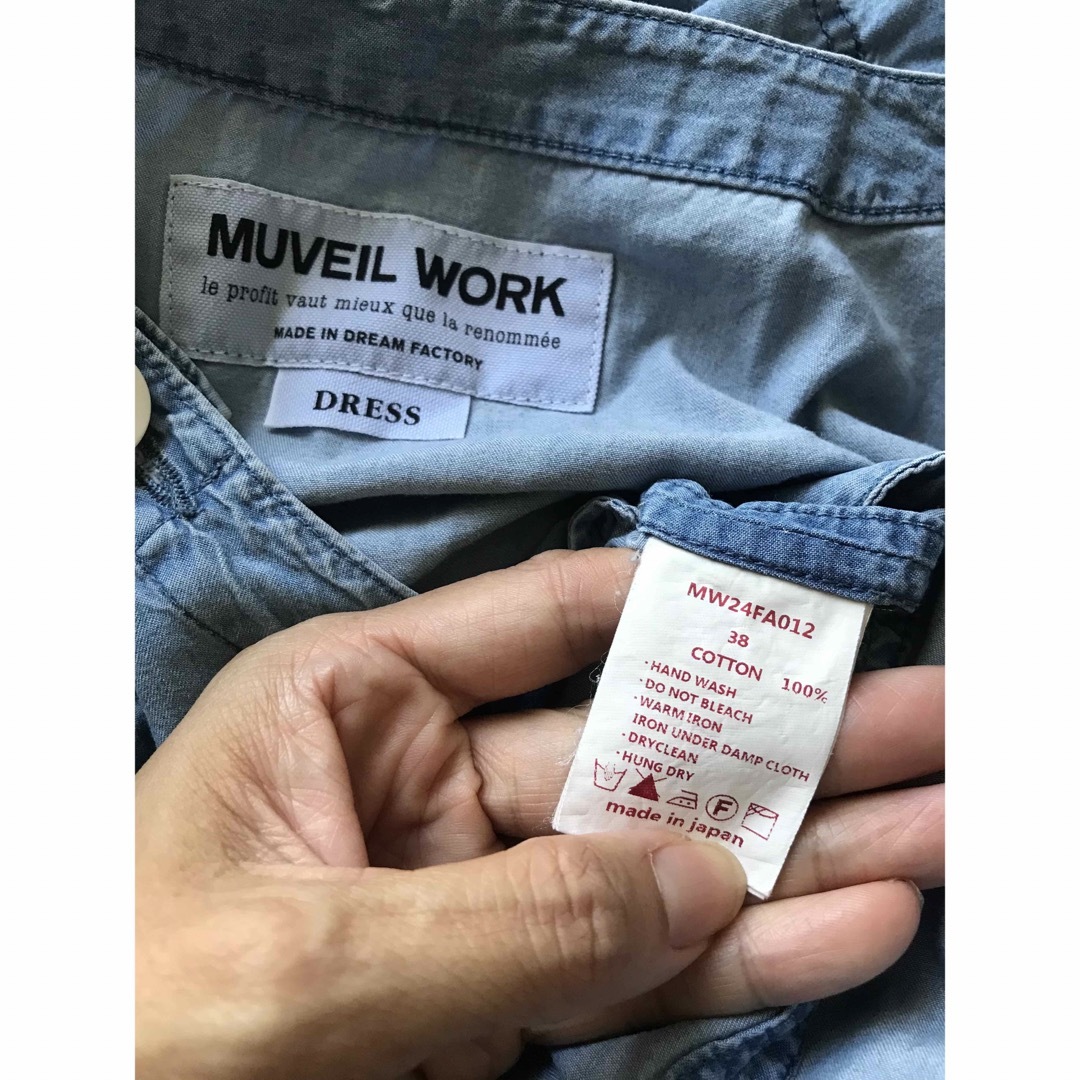 MUVEIL WORK
le profit vaut mieux que la renommée
MADE IN DREAM FACTORY
DRESS
MW24FA012
38
COTTON 100%
·HAND WASH
·DO NOT BLEACH
·WARM IRON
IRON UNDER DAMP CLOTH
·DRYCLEAN
·HUNG DRY
F
made in japan